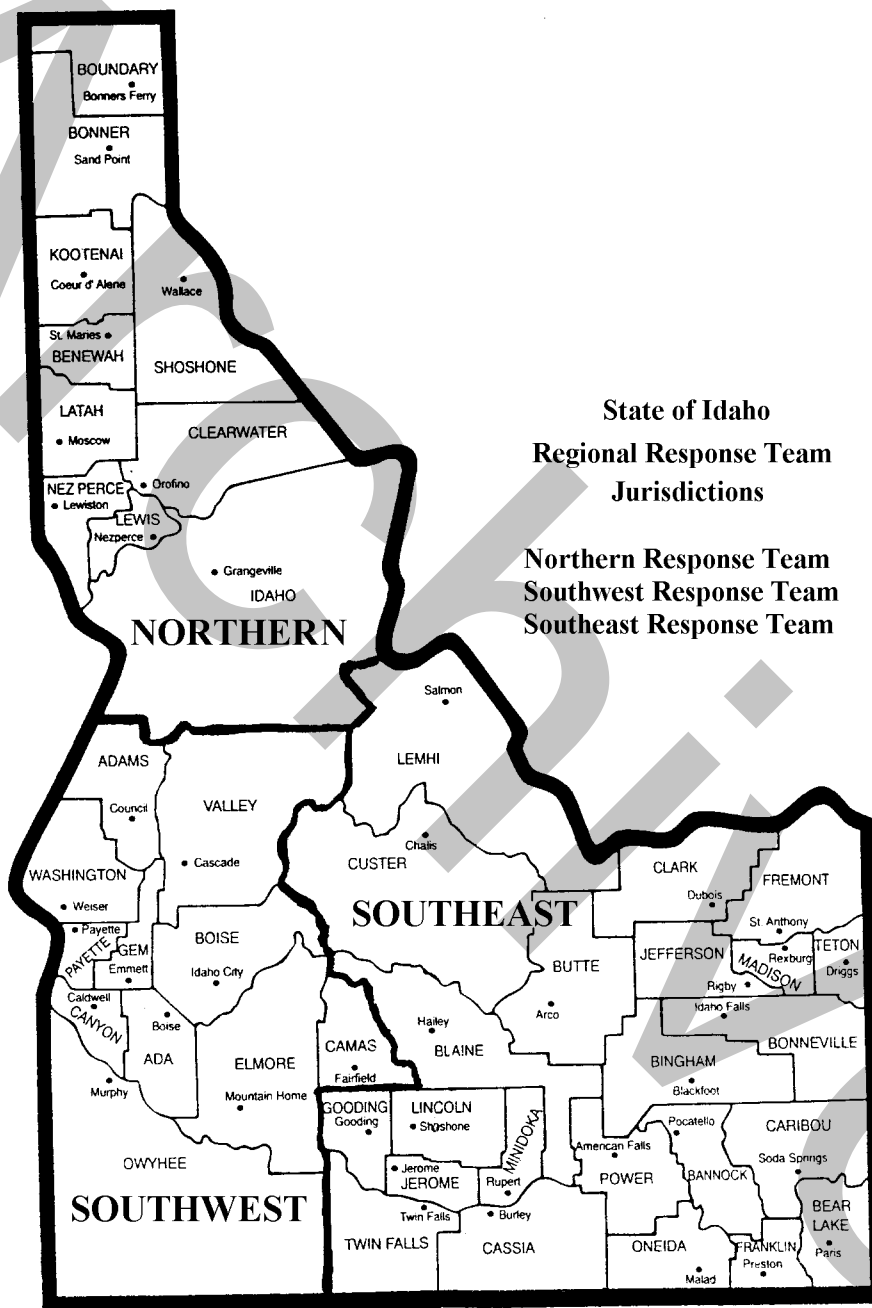 BOUNDARY
Bonners Ferry
BONNER
Sand Point
KOOTENAI
Coeur d' Alene
Wallace
St. Maries
BENEWAH
SHOSHONE
LATAH
Moscow
CLEARWATER
NEZ PERCE
Orofino
Lewiston
LEWIS
Nezperce
Grangeville
IDAHO
NORTHERN
State of Idaho
Regional Response Team
Jurisdictions
Northern Response Team
Southwest Response Team
Southeast Response Team
Salmon
LEMHI
ADAMS
Council
VALLEY
Cascade
WASHINGTON
Weiser
Payette
PAYETTE
GEM
Emmett
BOISE
Idaho City
Caldwell
CANYON
Boise
ADA
Murphy
ELMORE
Mountain Home
OWYHEE
SOUTHWEST
Challis
CUSTER
SOUTHEAST
CLARK
Dubois
FREMONT
St. Anthony
BUTTE
Arco
JEFFERSON
MADISON
Rexburg
Rigby
TETON
Driggs
Idaho Falls
BONNEVILLE
Hailey
BLAINE
CAMAS
Fairfield
BINGHAM
Blackfoot
GOODING
Gooding
LINCOLN
Shoshone
MINIDOKA
Jerome
JEROME
Rupert
Twin Falls
TWIN FALLS
Burley
CASSIA
American Falls
POWER
Pocatello
BANNOCK
CARIBOU
Soda Springs
ONEIDA
Malad
FRANKLIN
Preston
BEAR
LAKE
Paris